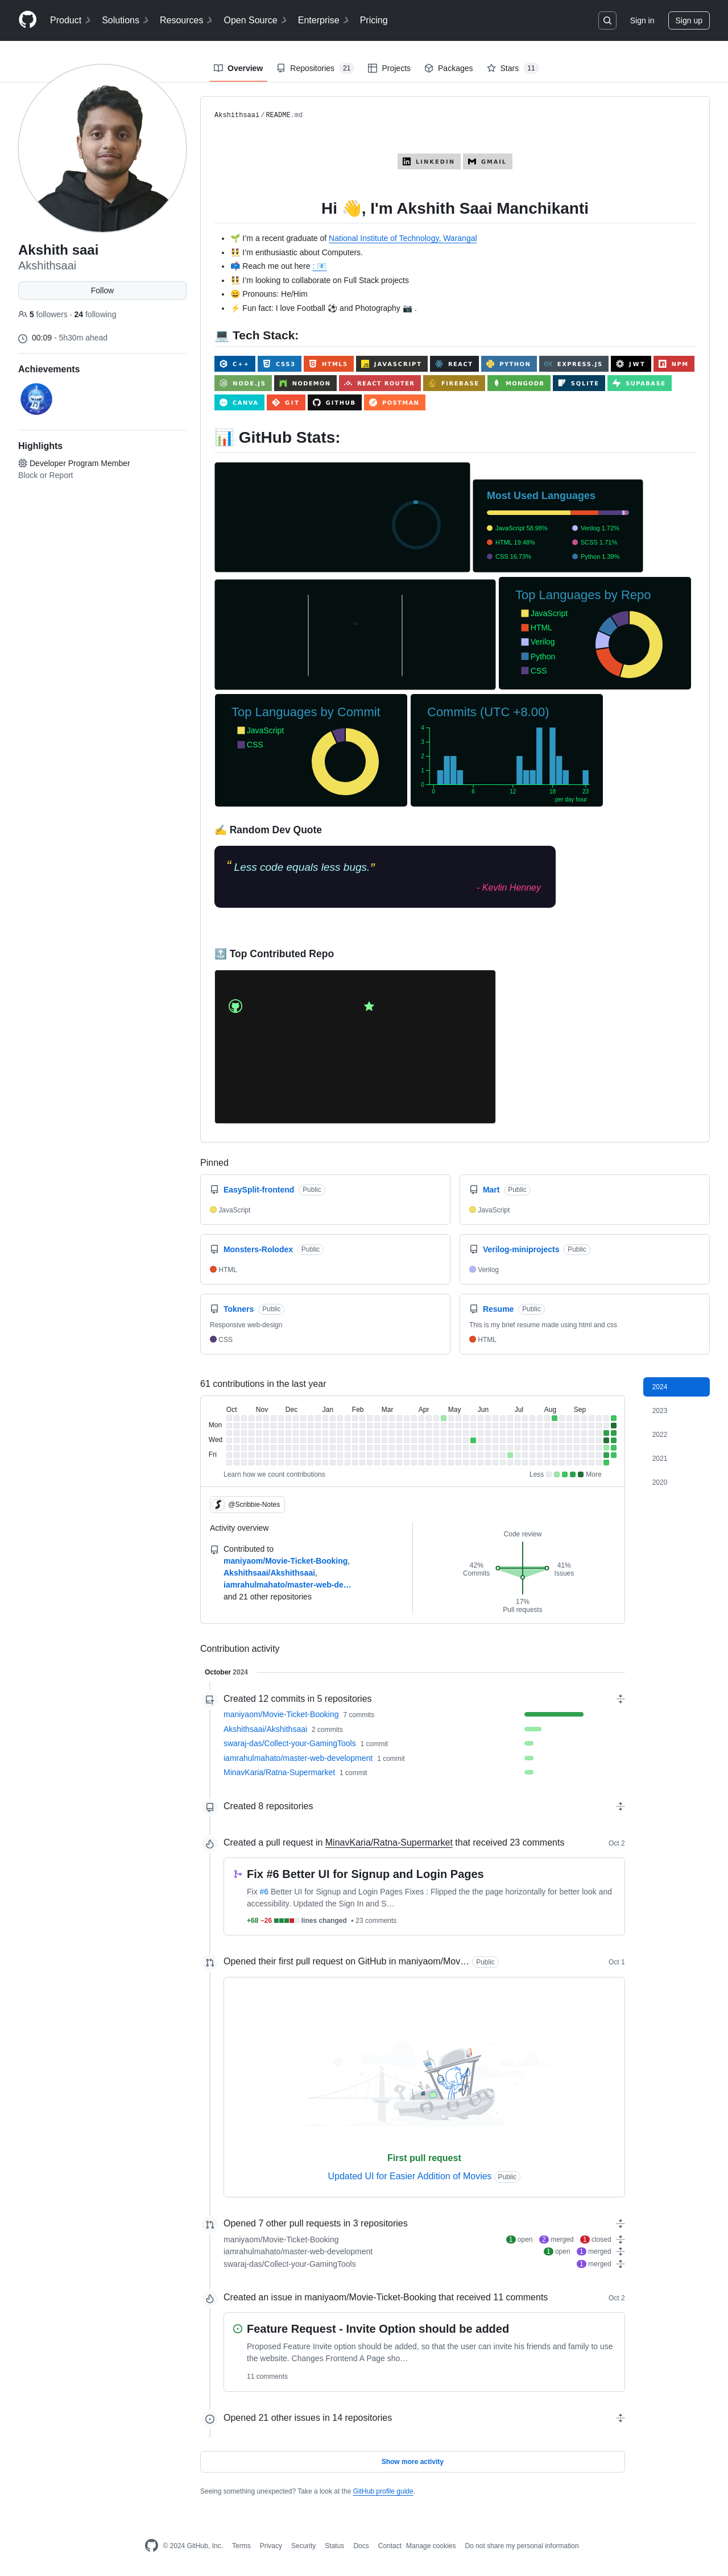 Product Solutions Resources Open Source Enterprise Pricing Sign in Sign up
Overview Repositories 21 Projects Packages Stars 11
Akshith saai
Akshithsaai
Follow
5 followers · 24 following
00:09 - 5h30m ahead
Achievements
Highlights
Developer Program Member
Block or Report
Akshithsaai/README.md
LINKEDIN GMAIL
Hi 👋, I'm Akshith Saai Manchikanti
🌱 I'm a recent graduate of National Institute of Technology, Warangal
👯 I'm enthusiastic about Computers.
📫 Reach me out here : 📧
👯 I'm looking to collaborate on Full Stack projects
😄 Pronouns: He/Him
⚡ Fun fact: I love Football ⚽ and Photography 📷 .
💻 Tech Stack:
C++ CSS3 HTML5 JAVASCRIPT REACT PYTHON EXPRESS.JS JWT NPM
NODE.JS NODEMON REACT ROUTER FIREBASE MONGODB SQLITE SUPABASE
CANVA GIT GITHUB POSTMAN
📊 GitHub Stats:
Most Used Languages
JavaScript 58.98% Verilog 1.72%
HTML 19.48% SCSS 1.71%
CSS 16.73% Python 1.39%
Top Languages by Repo
JavaScript
HTML
Verilog
Python
CSS
Top Languages by Commit
JavaScript
CSS
Commits (UTC +8.00)
4
3
2
1
0
0 6 12 18 23
per day hour
✍️ Random Dev Quote
“ Less code equals less bugs.”
- Kevlin Henney
🔝 Top Contributed Repo
Pinned
EasySplit-frontend Public
JavaScript
Mart Public
JavaScript
Monsters-Rolodex Public
HTML
Verilog-miniprojects Public
Verilog
Tokners Public
Responsive web-design
CSS
Resume Public
This is my brief resume made using html and css
HTML
61 contributions in the last year
2024
2023
2022
2021
2020
Oct Nov Dec Jan Feb Mar Apr May Jun Jul Aug Sep
Mon
Wed
Fri
Learn how we count contributions Less More
@Scribbie-Notes
Activity overview
Contributed to
maniyaom/Movie-Ticket-Booking,
Akshithsaai/Akshithsaai,
iamrahulmahato/master-web-de…
and 21 other repositories
Code review
42%
Commits
41%
Issues
17%
Pull requests
Contribution activity
October 2024
Created 12 commits in 5 repositories
maniyaom/Movie-Ticket-Booking 7 commits
Akshithsaai/Akshithsaai 2 commits
swaraj-das/Collect-your-GamingTools 1 commit
iamrahulmahato/master-web-development 1 commit
MinavKaria/Ratna-Supermarket 1 commit
Created 8 repositories
Created a pull request in MinavKaria/Ratna-Supermarket that received 23 comments Oct 2
Fix #6 Better UI for Signup and Login Pages
Fix #6 Better UI for Signup and Login Pages Fixes : Flipped the the page horizontally for better look and
accessibility. Updated the Sign In and S…
+68 −26 lines changed • 23 comments
Opened their first pull request on GitHub in maniyaom/Mov… Public Oct 1
First pull request
Updated UI for Easier Addition of Movies Public
Opened 7 other pull requests in 3 repositories
maniyaom/Movie-Ticket-Booking 1 open 2 merged 1 closed
iamrahulmahato/master-web-development 1 open 1 merged
swaraj-das/Collect-your-GamingTools 1 merged
Created an issue in maniyaom/Movie-Ticket-Booking that received 11 comments Oct 2
Feature Request - Invite Option should be added
Proposed Feature Invite option should be added, so that the user can invite his friends and family to use
the website. Changes Frontend A Page sho…
11 comments
Opened 21 other issues in 14 repositories
Show more activity
Seeing something unexpected? Take a look at the GitHub profile guide.
© 2024 GitHub, Inc. Terms Privacy Security Status Docs Contact Manage cookies Do not share my personal information